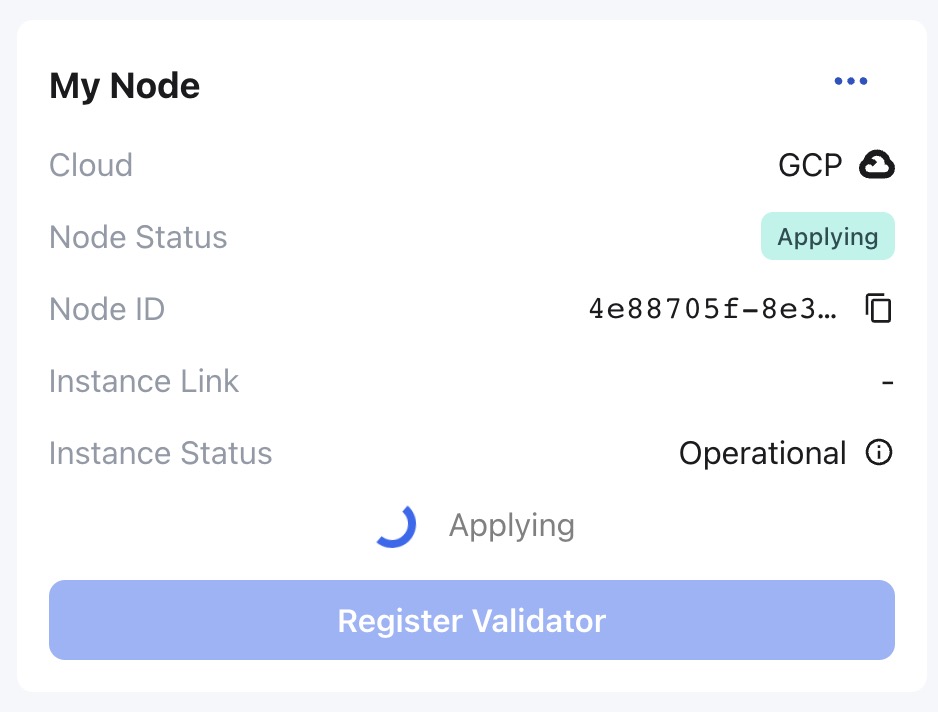 My Node
Cloud GCP
Node Status Applying
Node ID 4e88705f-8e3…
Instance Link -
Instance Status Operational
Applying
Register Validator